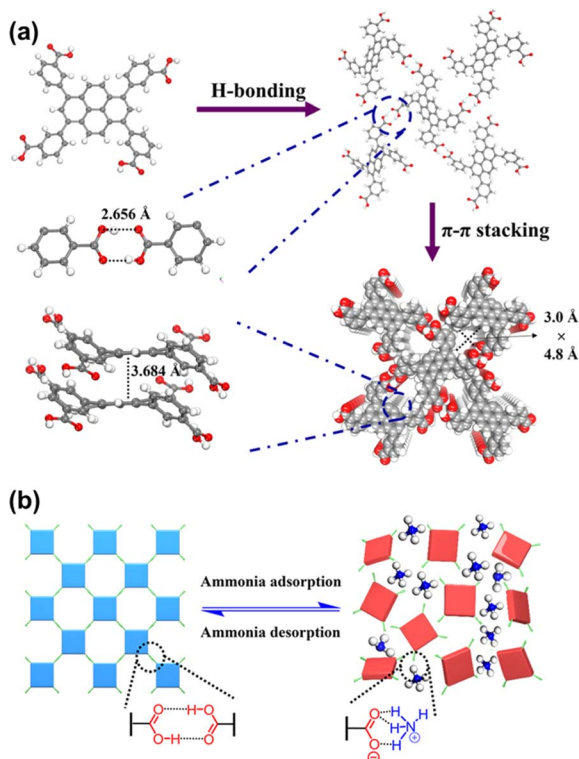 (a)
H-bonding
2.656 Å
π-π stacking
3.0 Å
×
4.8 Å
3.684 Å
(b)
Ammonia adsorption
Ammonia desorption
O H-O
O-H O
O H H
H N
⊕
O H
⊖